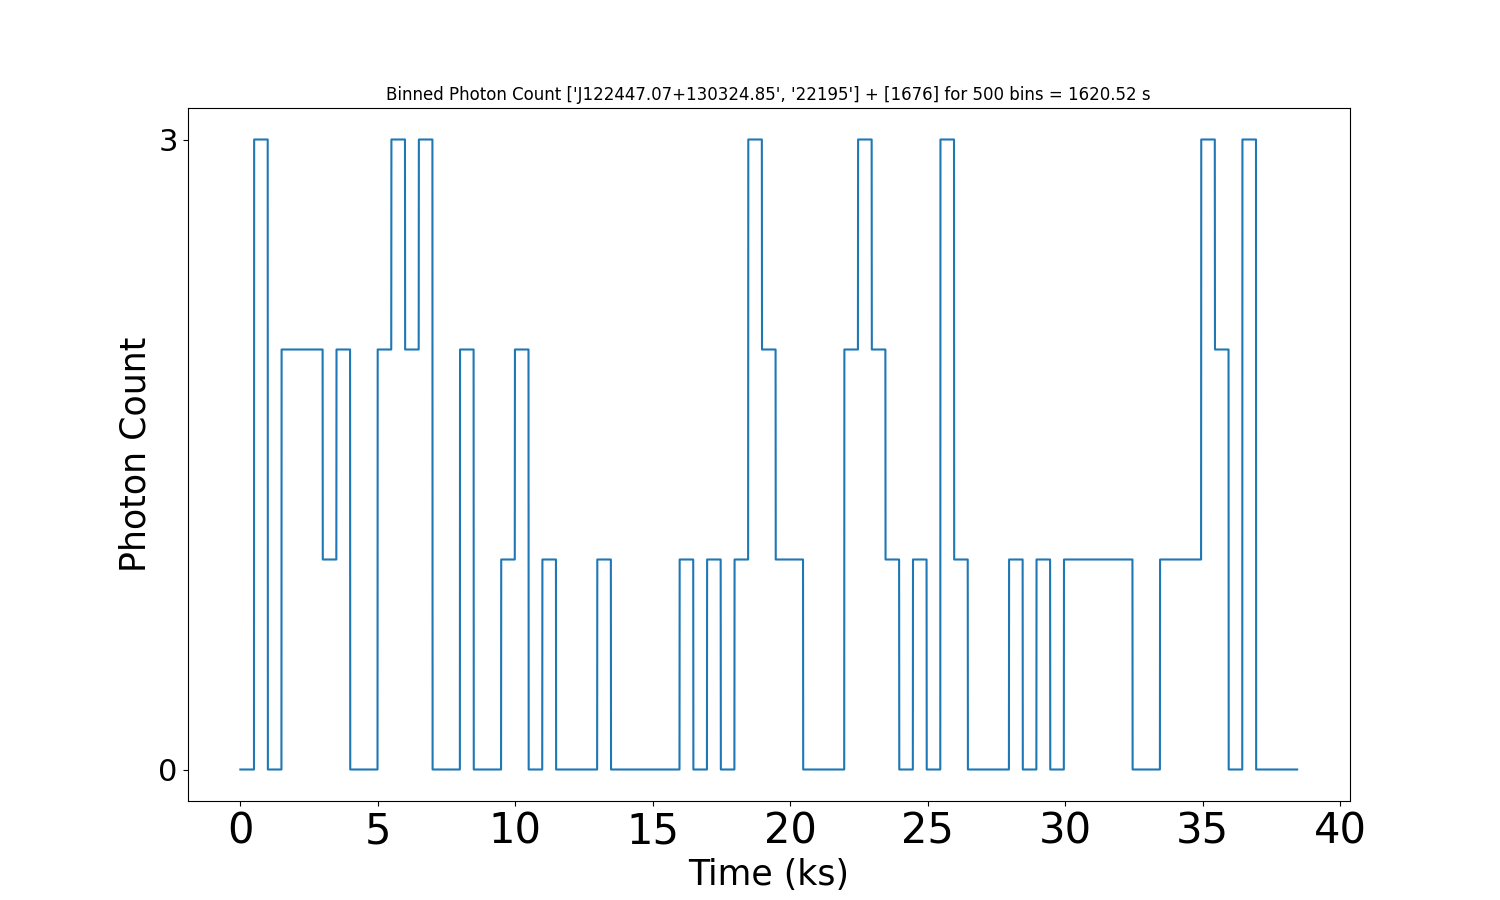 Binned Photon Count ['J122447.07+130324.85', '22195'] + [1676] for 500 bins = 1620.52 s
3
Photon Count
0
0 5 10 15 20 25 30 35 40
Time (ks)